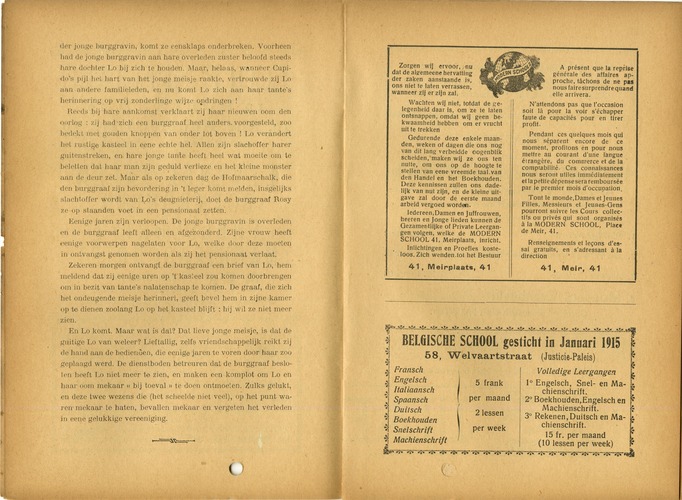 der jonge burggravin, komt ze eensklaps onderbreken. Voorheen
had de jonge burggravin aan hare overleden zuster beloofd steeds
hare dochter Lo bij zich te houden. Maar, helaas, wanneer Cupi-
do's pijl het hart van het jonge meisje raakte, vertrouwde zij Lo
aan andere familieleden, en nu komt Lo zich aan haar tante's
herinnering op vrij zonderlinge wijze opdringen !
Reeds bij hare aankomst verklaart zij haar nieuwen oom den
oorlog : zij had zich een burggraaf heel anders voorgesteld, zoo
bedekt met gouden knoppen van onder tot boven ! Lo verandert
het rustige kasteel in eene echte hel. Allen zijn slachoffer harer
guitenstreken, en hare jonge tante heeft heel wat moeite om te
beletten dat haar man zijn geduld verlieze en het kleine monster
aan de deur zet. Maar als op zekeren dag de Hofmaarschalk, die
den burggraaf zijn bevordering in 't leger komt melden, insgelijks
slachtoffer wordt van Lo's deugnieterij, doet de burggraaf Rosy
ze op staanden voet in een pensionaat zetten.
Eenige jaren zijn verloopen. De jonge burggravin is overleden
en de burggraaf leeft alleen en afgezonderd. Zijne vrouw heeft
eenige voorwerpen nagelaten voor Lo, welke door deze moeten
in ontvangst genomen worden als zij het pensionaat verlaat.
Zekeren morgen ontvangt de burggraaf een brief van Lo, hem
meldend dat zij eenige uren op 't kasteel zou komen doorbrengen
om in bezit van tante's nalatenschap te komen. De graaf, die zich
het ondeugende meisje herinnert, geeft bevel hem in zijne kamer
op te dienen zoolang Lo op het kasteel blijft ; hij wil ze niet meer
zien.
En Lo komt. Maar wat is dat? Dat lieve jonge meisje, is dat de
guitige Lo van weleer? Lieftallig, zelfs vriendschappelijk reikt zij
de hand aan de bedienden, die eenige jaren te voren door haar zoo
geplaagd werd. De dienstboden betreuren dat de burggraaf beslo-
ten heeft Lo niet meer te zien, en maken een komplot om Lo en
haar oom mekaar « bij toeval » te doen ontmoeten. Zulks gelukt,
en deze twee wezens die (het scheelde niet veel), op het punt wa-
ren mekaar te haten, bevallen mekaar en vergeten het verleden
in eene gelukkige vereeniging.
MODERN SCHOOL
Zorgen wij ervoor, nu
dat de algemeene hervatting
der zaken aanstaande is,
ons niet te laten verrassen,
wanneer zij er zijn zal.
Wachten wij niet, totdat de ge-
legenheid daar is, om ze te laten
ontsnappen, omdat wij geen be-
kwaamheid hebben om er vrucht
uit te trekken
Gedurende deze enkele maan-
den, weken of dagen die ons nog
van dit lang verbeide oogenblik
scheiden, maken wij ze ons ten
nutte, om ons op de hoogte te
stellen van eene vreemde taal, van
den Handel en het Boekhouden.
Deze kennissen zullen ons dade-
lijk van nut zijn, en de kleine uit-
gave zal door de eerste maand
arbeid vergoed worden.
Iedereen, Damen en Juffrouwen,
heeren en jonge lieden kunnen de
Gezamentlijke of Private Leergan-
gen volgen, welke de MODERN
SCHOOL 41, Meirplaats, inricht.
Inlichtingen en Proefles koste-
loos. Zich wenden tot het Bestuur
41, Meirplaats, 41
A présent que la reprise
générale des affaires ap-
proche, tâchons de ne pas
nous faire surprendre quand
elle arrivera.
N'attendons pas que l'occasion
soit là pour la voir s'échapper
faute de capacités pour en tirer
profit.
Pendant ces quelques mois qui
nous séparent encore de ce
moment, profitons en pour nous
mettre au courant d'une langue
étrangère, du commerce et de la
comptabilité. Ces connaissances
nous seront utiles immédiatement
et la petite dépense sera remboursée
par le premier mois d'occupation.
Tout le monde, Dames et Jeunes
Filles, Messieurs et Jeunes-Gens
pourront suivre les Cours collec-
tifs ou privés qui sont organisés
à la MODERN SCHOOL, Place
de Meir, 41.
Renseignements et leçons d'es-
sai gratuits, en s'adressant à la
direction
41, Meir, 41
BELGISCHE SCHOOL gesticht in Januari 1915
58, Welvaartstraat (Justicie-Paleis)
Fransch
Engelsch
Italiaansch
Spaansch
Duitsch
Boekhouden
Snelschrift
Machienschrift
5 frank
per maand
2 lessen
per week
Volledige Leergangen
1e Engelsch, Snel- en Ma-
chienschrift.
2e Boekhouden, Engelsch en
Machienschrift.
3e Rekenen, Duitsch en Ma-
chienschrift.
15 fr. per maand
(10 lessen per week)